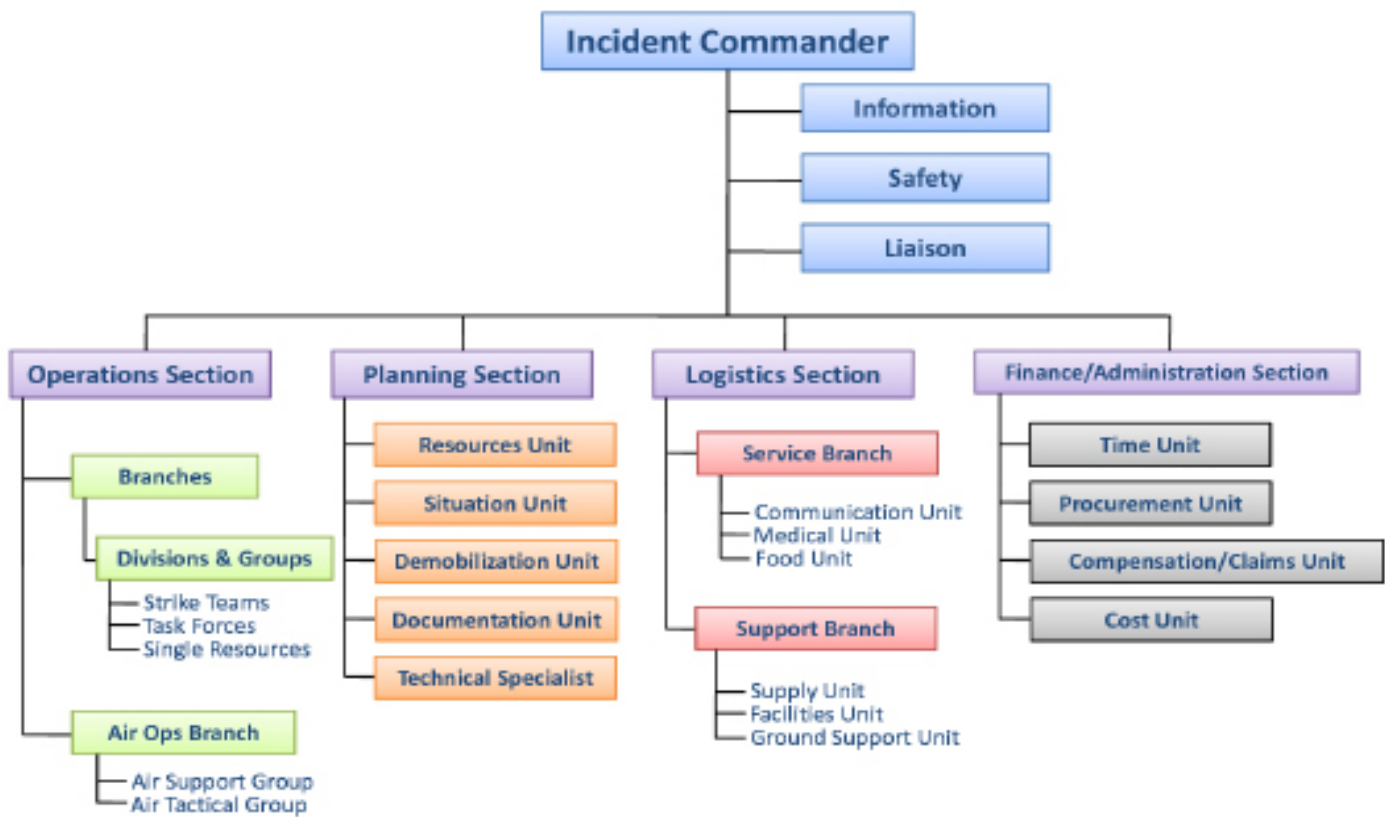 Incident Commander
Information
Safety
Liaison
Operations Section
Branches
Divisions & Groups
Strike Teams
Task Forces
Single Resources
Air Ops Branch
Air Support Group
Air Tactical Group
Planning Section
Resources Unit
Situation Unit
Demobilization Unit
Documentation Unit
Technical Specialist
Logistics Section
Service Branch
Communication Unit
Medical Unit
Food Unit
Support Branch
Supply Unit
Facilities Unit
Ground Support Unit
Finance/Administration Section
Time Unit
Procurement Unit
Compensation/Claims Unit
Cost Unit